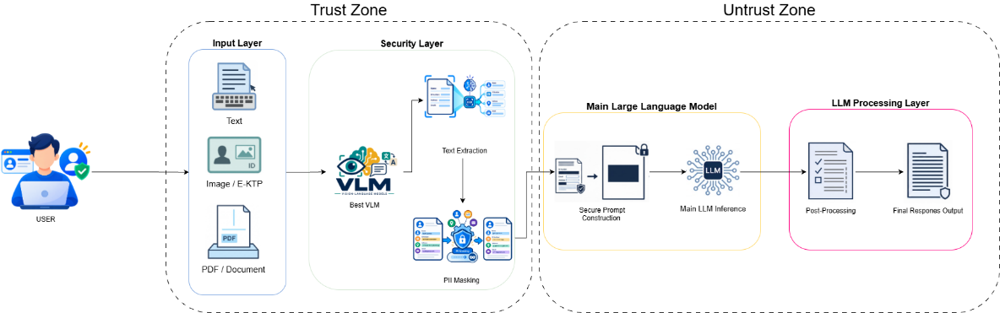 Trust Zone
Untrust Zone
Input Layer
Security Layer
Text
ID
Image / E-KTP
PDF
PDF / Document
USER
A
VLM
VISION-LANGUAGE MODELS
Best VLM
Text Extraction
PII Masking
Main Large Language Model
Secure Prompt
Construction
LLM
Main LLM Inference
LLM Processing Layer
Post-Processing
Final Respones Output